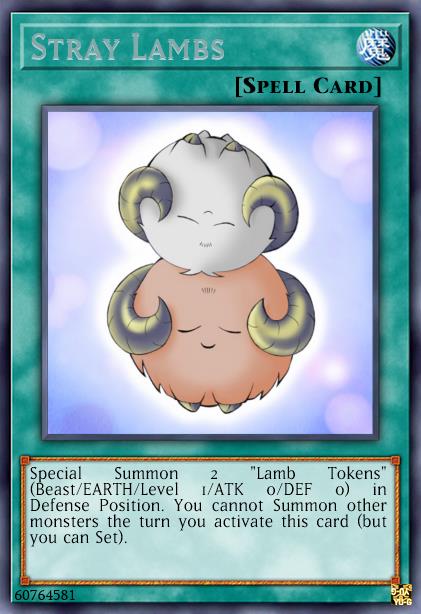 STRAY LAMBS
魔
[SPELL CARD]
Special Summon 2 "Lamb Tokens"
(Beast/EARTH/Level 1/ATK 0/DEF 0) in
Defense Position. You cannot Summon other
monsters the turn you activate this card (but
you can Set).
60764581